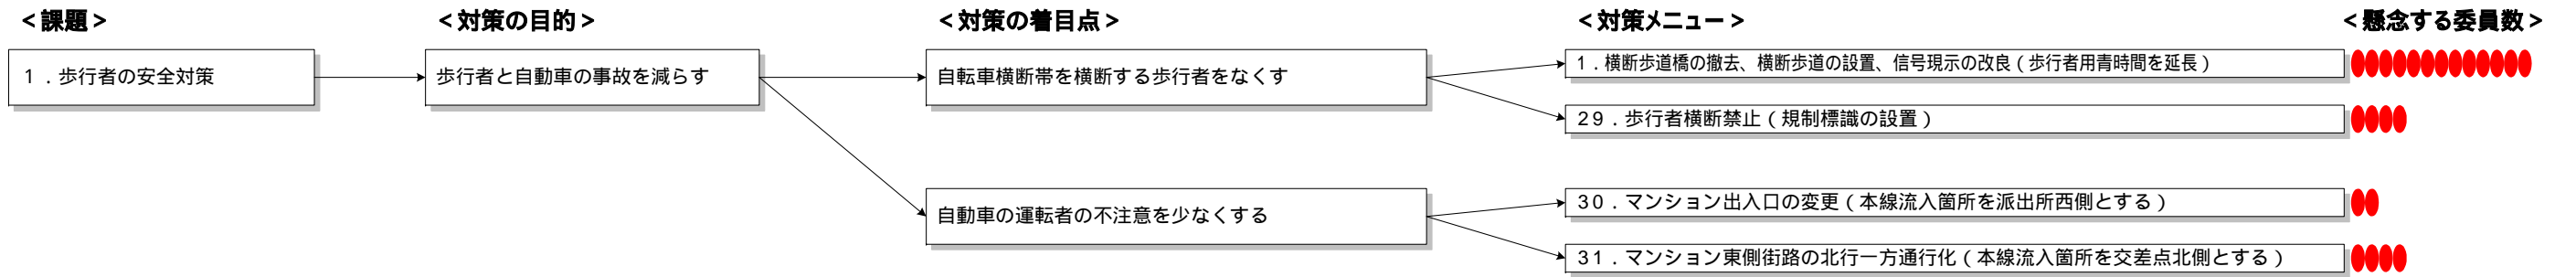 ＜課題＞ ＜対策の目的＞ ＜対策の着目点＞ ＜対策メニュー＞ ＜懸念する委員数＞
１．歩行者の安全対策
歩行者と自動車の事故を減らす
自転車横断帯を横断する歩行者をなくす
１．横断歩道橋の撤去、横断歩道の設置、信号現示の改良（歩行者用青時間を延長）
２９．歩行者横断禁止（規制標識の設置）
自動車の運転者の不注意を少なくする
３０．マンション出入口の変更（本線流入箇所を派出所西側とする）
３１．マンション東側街路の北行一方通行化（本線流入箇所を交差点北側とする）